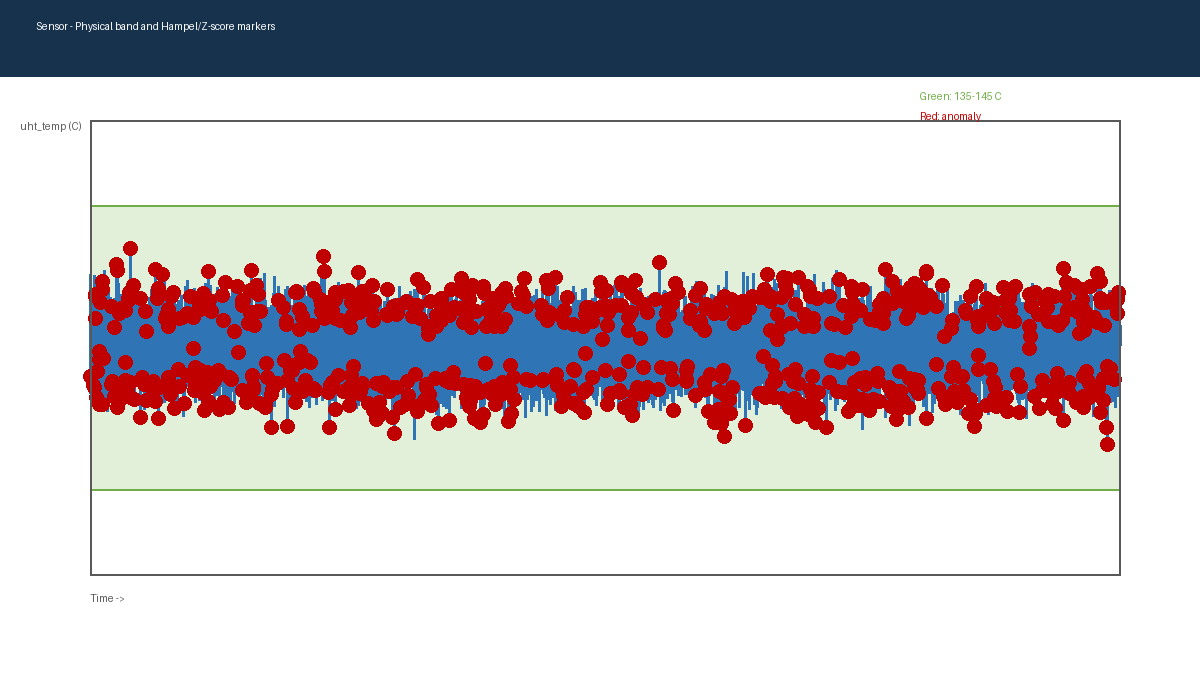 Sensor - Physical band and Hampel/Z-score markers
Green: 135-145 C
Red: anomaly
uht_temp (C)
Time ->